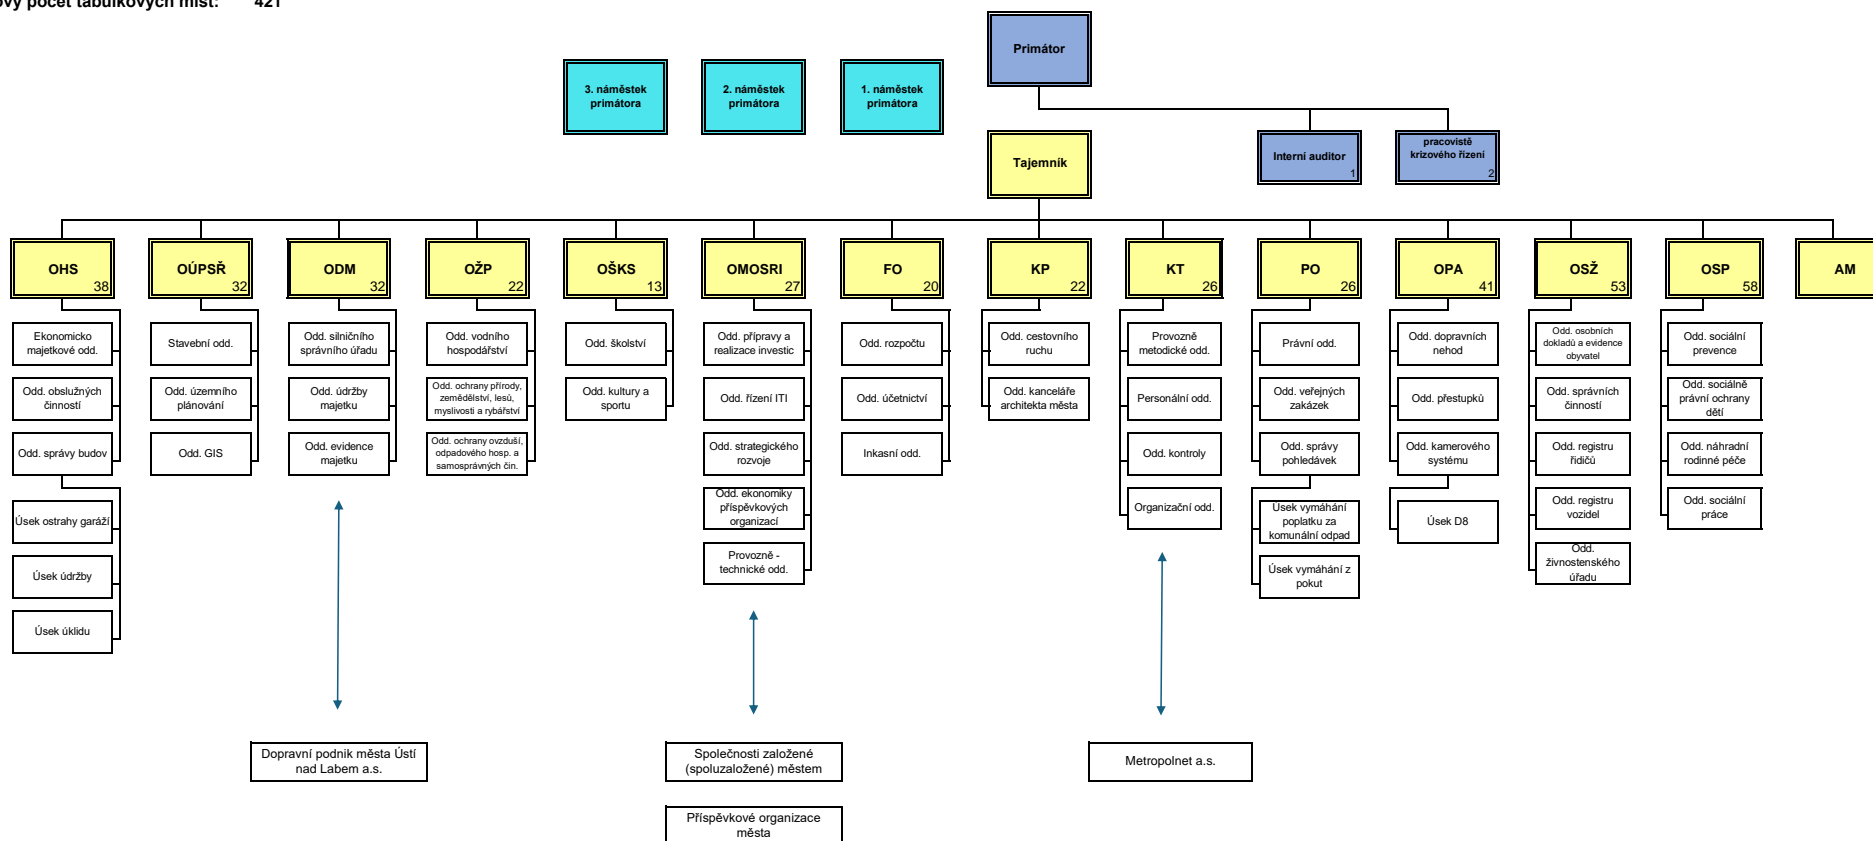 počet tabulkových míst: 421
Primátor
3. náměstek
primátora
2. náměstek
primátora
1. náměstek
primátora
Tajemník
Interní auditor
1
pracovistě
krizového řízení
2
OHS
38
OÚPSŘ
32
ODM
32
OŽP
22
OŠKS
13
OMOSRI
27
FO
20
KP
22
KT
26
PO
26
OPA
41
OSŽ
53
OSP
58
AM
Ekonomicko
majetkové odd.
Odd. obslužných
činností
Odd. správy budov
Úsek ostrahy garáží
Úsek údržby
Úsek úklidu
Stavební odd.
Odd. územního
plánování
Odd. GIS
Odd. silničního
správního úřadu
Odd. údržby
majetku
Odd. evidence
majetku
Odd. vodního
hospodářství
Odd. ochrany přírody,
zemědělství, lesů,
myslivosti a rybářství
Odd. ochrany ovzduší,
odpadového hosp. a
samosprávných čin.
Odd. školství
Odd. kultury a
sportu
Odd. přípravy a
realizace investic
Odd. řízení ITI
Odd. strategického
rozvoje
Odd. ekonomiky
příspěvkových
organizací
Provozně -
technické odd.
Odd. rozpočtu
Odd. účetnictví
Inkasní odd.
Odd. cestovního
ruchu
Odd. kanceláře
architekta města
Provozně
metodické odd.
Personální odd.
Odd. kontroly
Organizační odd.
Právní odd.
Odd. veřejných
zakázek
Odd. správy
pohledávek
Úsek vymáhání
poplatku za
komunální odpad
Úsek vymáhání z
pokut
Odd. dopravních
nehod
Odd. přestupků
Odd. kamerového
systému
Úsek D8
Odd. osobních
dokladů a evidence
obyvatel
Odd. správních
činností
Odd. registru
řidičů
Odd. registru
vozidel
Odd.
živnostenského
úřadu
Odd. sociální
prevence
Odd. sociálně
právní ochrany
dětí
Odd. náhradní
rodinné péče
Odd. sociální
práce
Dopravní podnik města Ústí
nad Labem a.s.
Společnosti založené
(spoluzaložené) městem
Metropolnet a.s.
Příspěvkové organizace
města